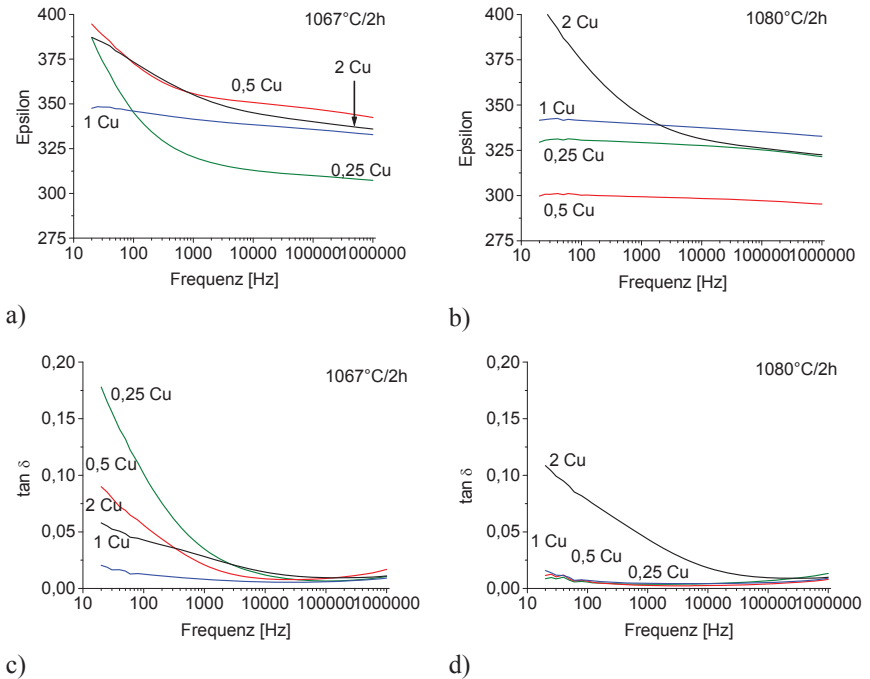 400
375
350
325
300
275
Epsilon
1067°C/2h
0,5 Cu
2 Cu
1 Cu
0,25 Cu
10 100 1000 10000 100000 1000000
Frequenz [Hz]
a)
400
375
350
325
300
275
Epsilon
1080°C/2h
2 Cu
1 Cu
0,25 Cu
0,5 Cu
10 100 1000 10000 100000 1000000
Frequenz [Hz]
b)
0,20
0,15
0,10
0,05
0,00
tan δ
1067°C/2h
0,25 Cu
0,5 Cu
2 Cu
1 Cu
10 100 1000 10000 100000 1000000
Frequenz [Hz]
c)
0,20
0,15
0,10
0,05
0,00
tan δ
1080°C/2h
2 Cu
1 Cu
0,5 Cu
0,25 Cu
10 100 1000 10000 100000 1000000
Frequenz [Hz]
d)